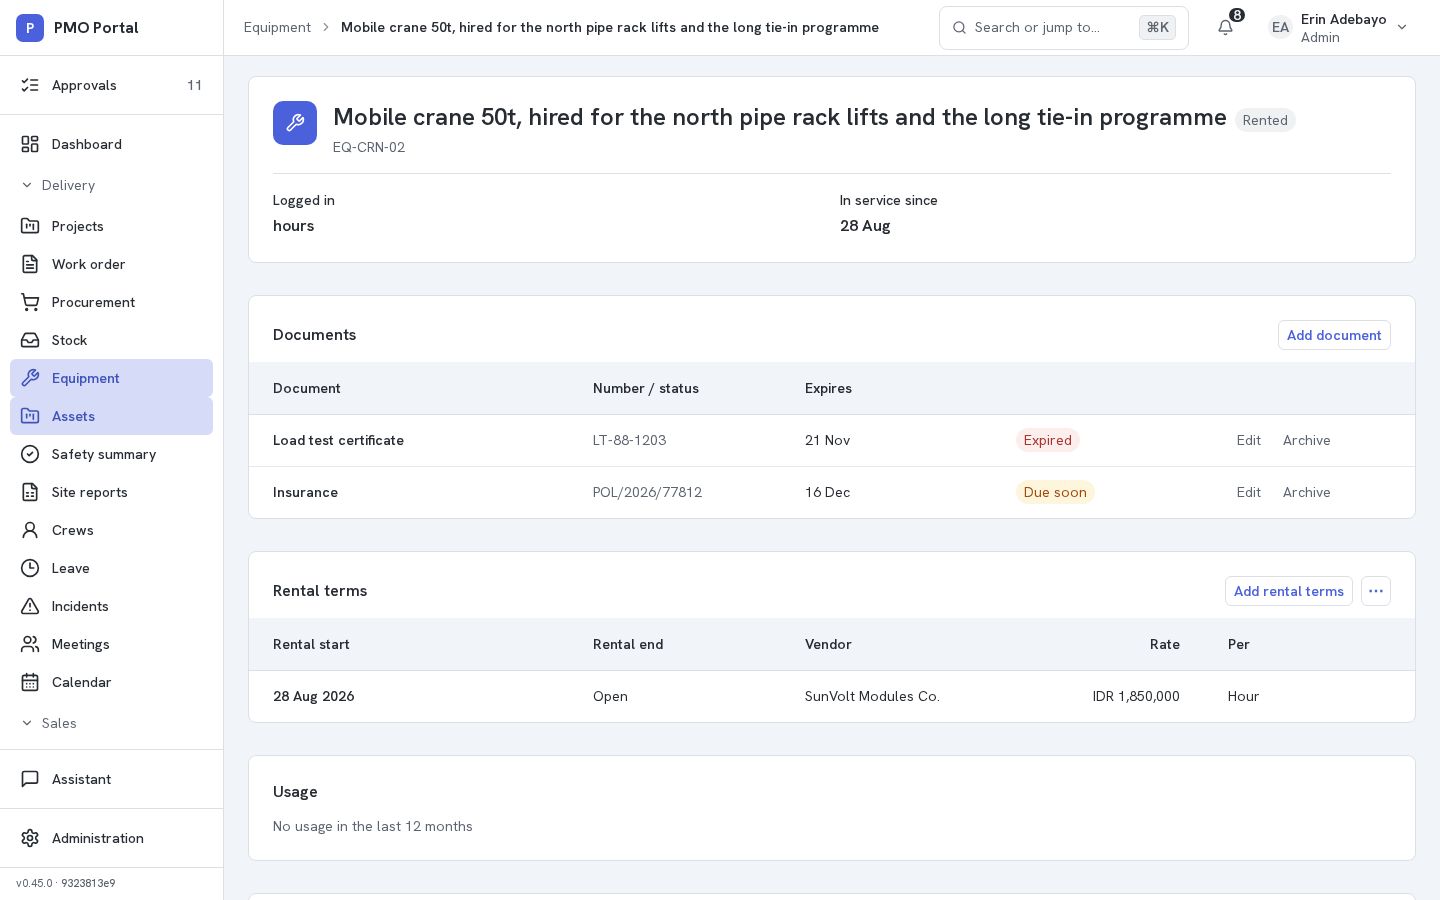 P PMO Portal
Equipment > Mobile crane 50t, hired for the north pipe rack lifts and the long tie-in programme
Search or jump to... ⌘K
8
EA Erin Adebayo
Admin
Approvals 11
Dashboard
Delivery
Projects
Work order
Procurement
Stock
Equipment
Assets
Safety summary
Site reports
Crews
Leave
Incidents
Meetings
Calendar
Sales
Assistant
Administration
v0.45.0 · 9323813e9
Mobile crane 50t, hired for the north pipe rack lifts and the long tie-in programme Rented
EQ-CRN-02
Logged in In service since
hours 28 Aug
Documents Add document
Document Number / status Expires
Load test certificate LT-88-1203 21 Nov Expired Edit Archive
Insurance POL/2026/77812 16 Dec Due soon Edit Archive
Rental terms Add rental terms ...
Rental start Rental end Vendor Rate Per
28 Aug 2026 Open SunVolt Modules Co. IDR 1,850,000 Hour
Usage
No usage in the last 12 months